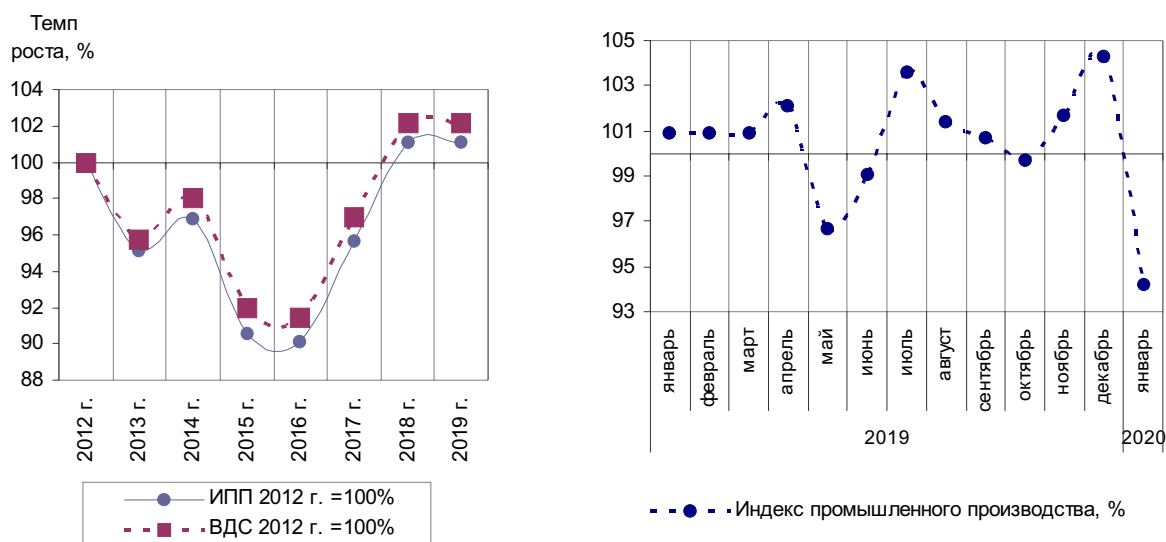 Темп
роста, %
104
102
100
98
96
94
92
90
88
2012 г.
2013 г.
2014 г.
2015 г.
2016 г.
2017 г.
2018 г.
2019 г.
ИПП 2012 г. =100%
ВДС 2012 г. =100%
105
103
101
99
97
95
93
январь
февраль
март
апрель
май
июнь
июль
август
сентябрь
октябрь
ноябрь
декабрь
январь
2019
2020
Индекс промышленного производства, %